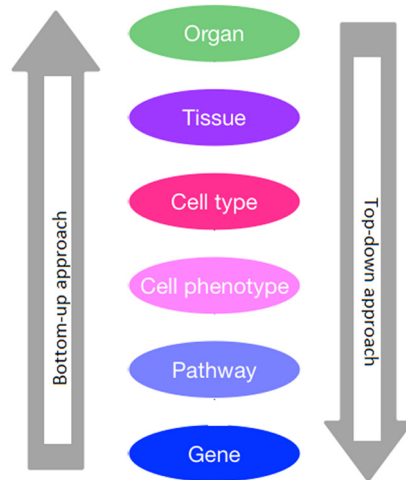 Organ
Tissue
Cell type
Cell phenotype
Pathway
Gene
Bottom-up approach
Top-down approach